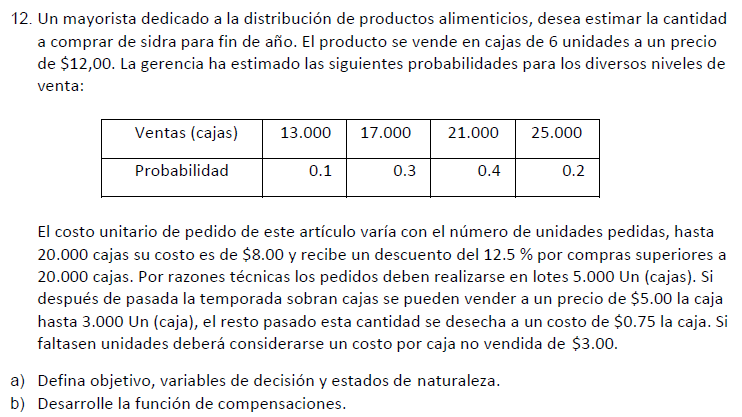 12. Un mayorista dedicado a la distribución de productos alimenticios, desea estimar la cantidad
a comprar de sidra para fin de año. El producto se vende en cajas de 6 unidades a un precio
de $12,00. La gerencia ha estimado las siguientes probabilidades para los diversos niveles de
venta:
Ventas (cajas) 13.000 17.000 21.000 25.000
Probabilidad 0.1 0.3 0.4 0.2
El costo unitario de pedido de este artículo varía con el número de unidades pedidas, hasta
20.000 cajas su costo es de $8.00 y recibe un descuento del 12.5 % por compras superiores a
20.000 cajas. Por razones técnicas los pedidos deben realizarse en lotes 5.000 Un (cajas). Si
después de pasada la temporada sobran cajas se pueden vender a un precio de $5.00 la caja
hasta 3.000 Un (caja), el resto pasado esta cantidad se desecha a un costo de $0.75 la caja. Si
faltasen unidades deberá considerarse un costo por caja no vendida de $3.00.
a) Defina objetivo, variables de decisión y estados de naturaleza.
b) Desarrolle la función de compensaciones.